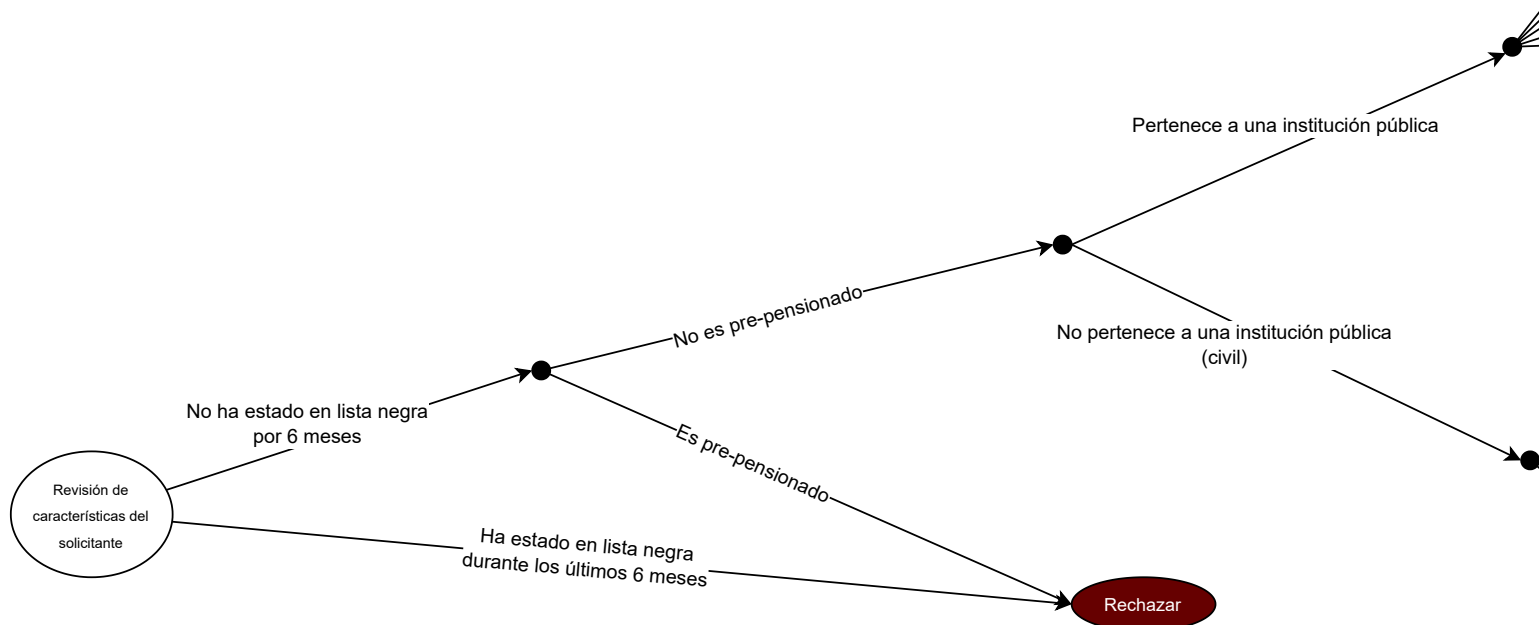 Pertenece a una institución pública
No es pre-pensionado
No pertenece a una institución pública
(civil)
No ha estado en lista negra
por 6 meses
Es pre-pensionado
Revisión de
características del
solicitante
Ha estado en lista negra
durante los últimos 6 meses
Rechazar